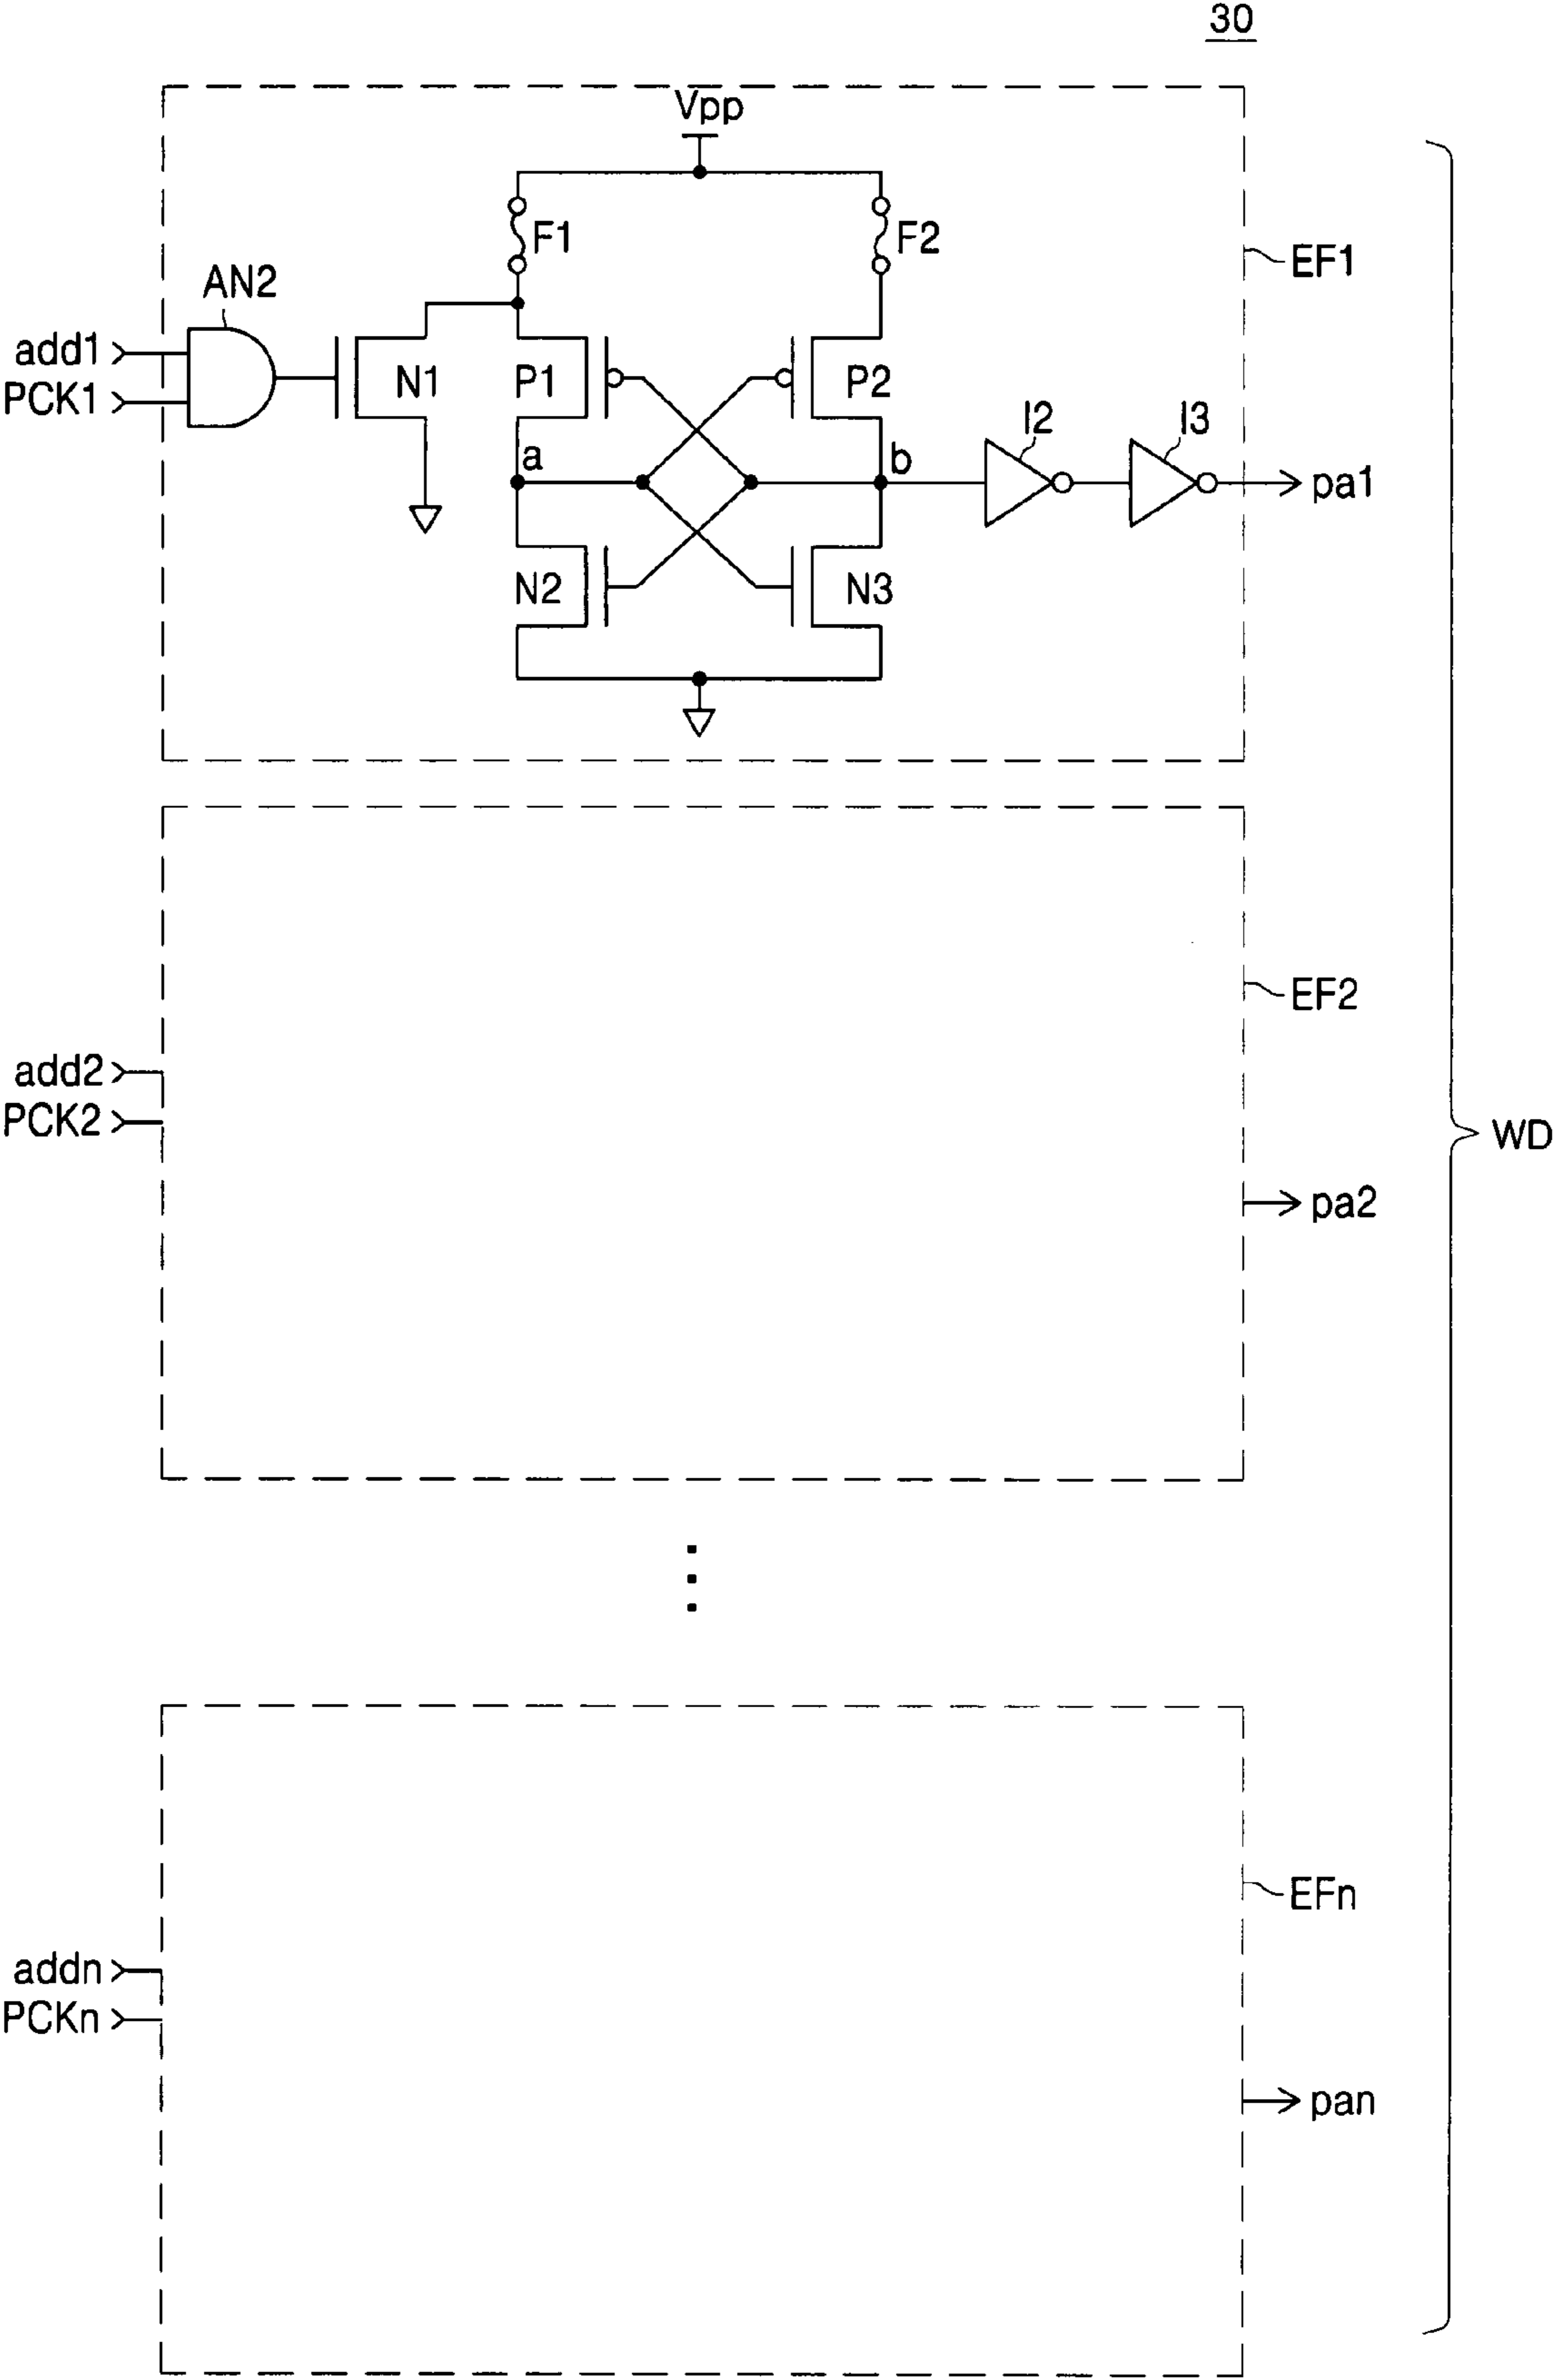 30
Vpp
F1
F2
EF1
AN2
add1
PCK1
N1
P1
P2
I2
I3
a
b
pa1
N2
N3
EF2
add2
PCK2
WD
pa2
EFn
addn
PCKn
pan